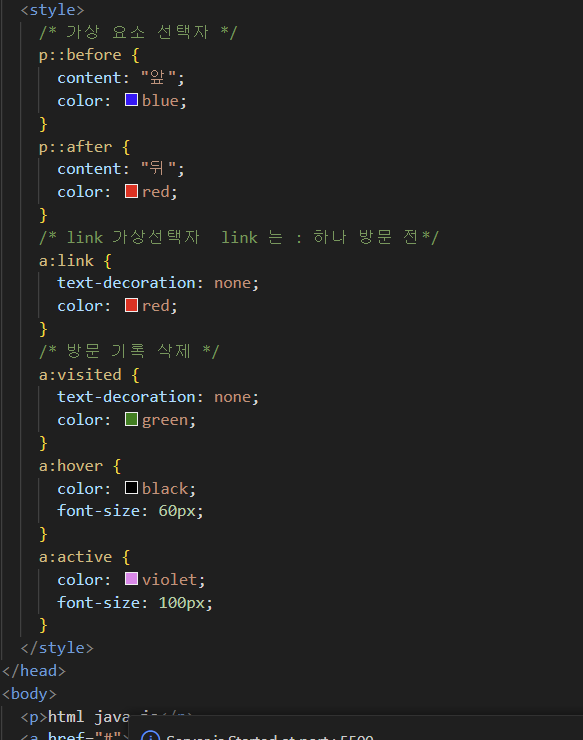 <style>
/* 가상 요소 선택자 */
p::before {
content: "앞";
color: blue;
}
p::after {
content: "뒤";
color: red;
}
/* link 가상선택자  link 는 : 하나 방문 전*/
a:link {
text-decoration: none;
color: red;
}
/* 방문 기록 삭제 */
a:visited {
text-decoration: none;
color: green;
}
a:hover {
color: black;
font-size: 60px;
}
a:active {
color: violet;
font-size: 100px;
}
</style>
</head>
<body>
<p>html java
<a href="#">
Server is Started at port : 5500